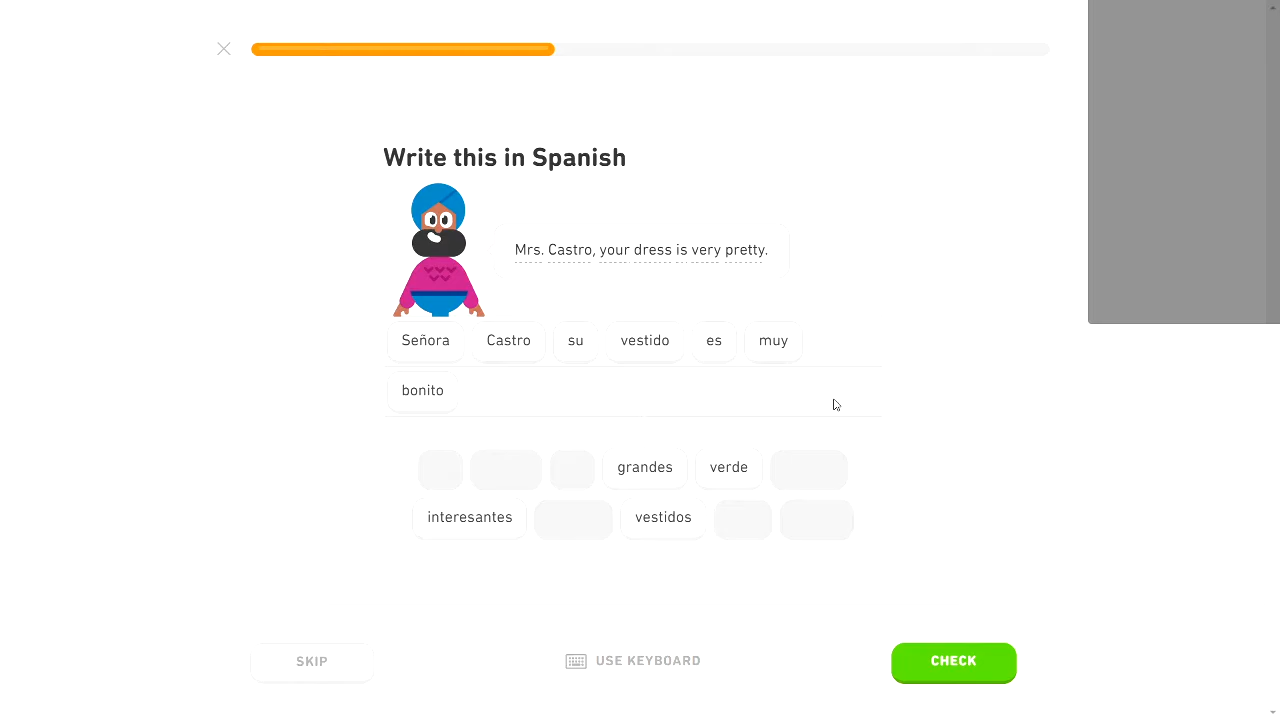 Write this in Spanish
Mrs. Castro, your dress is very pretty.
Señora Castro su vestido es muy
bonito
grandes verde
interesantes vestidos
SKIP USE KEYBOARD CHECK